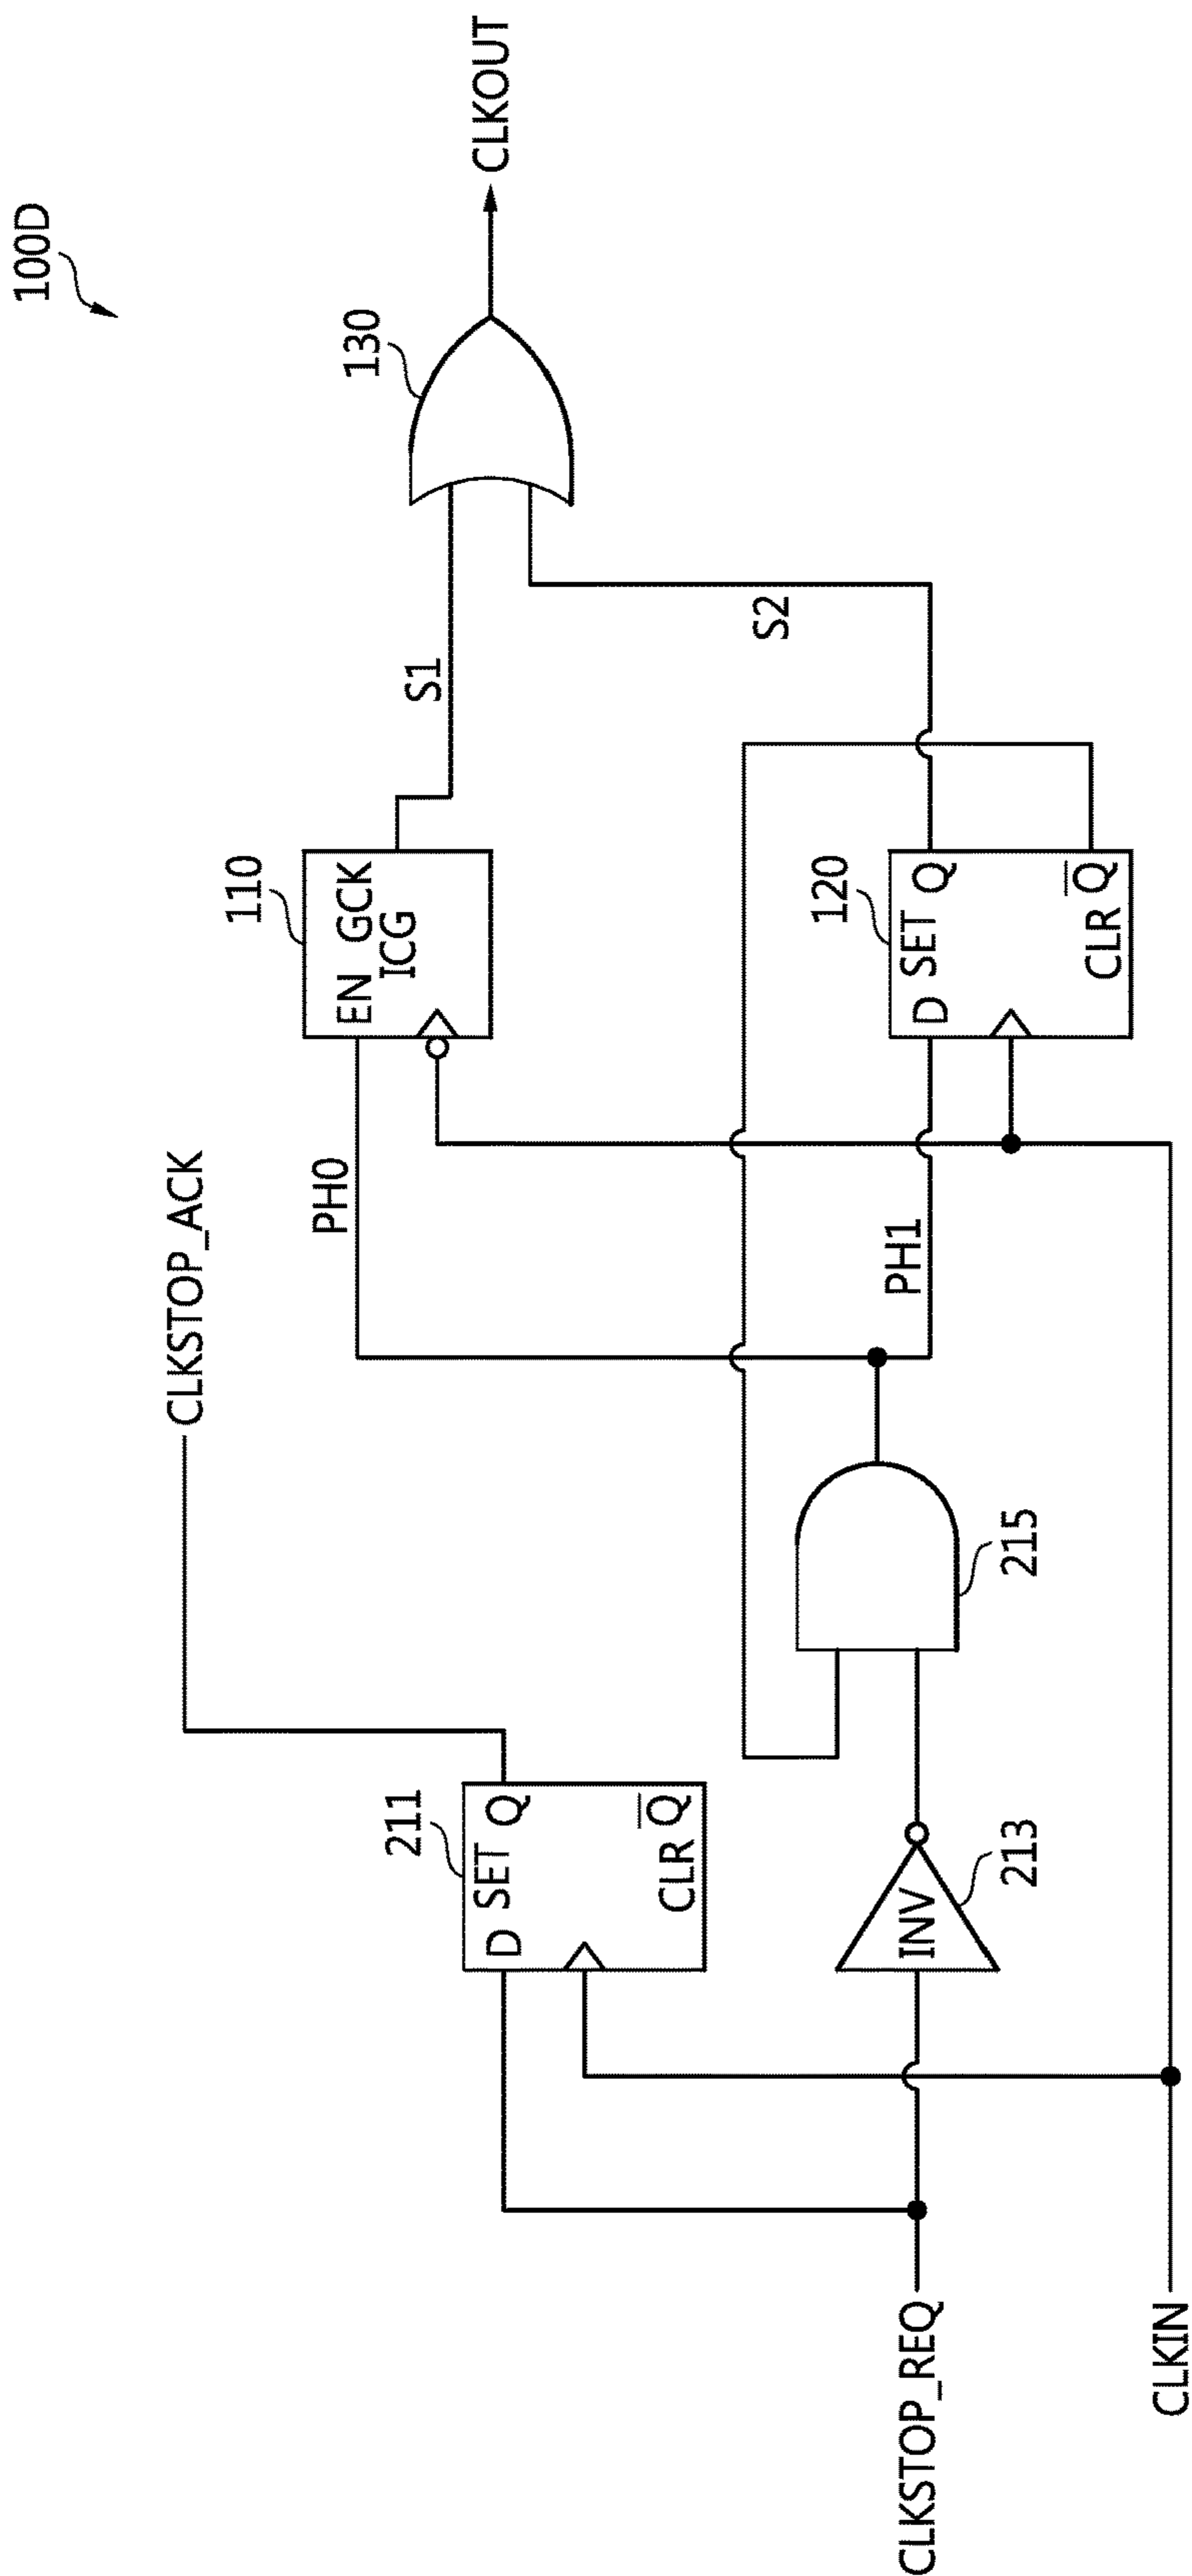 100D
CLKSTOP_ACK
110
EN GCK
ICG
PH0
S1
130
CLKOUT
211
D SET Q
CLR Q̅
S2
120
D SET Q
CLR Q̅
PH1
215
INV
213
CLKSTOP_REQ
CLKIN